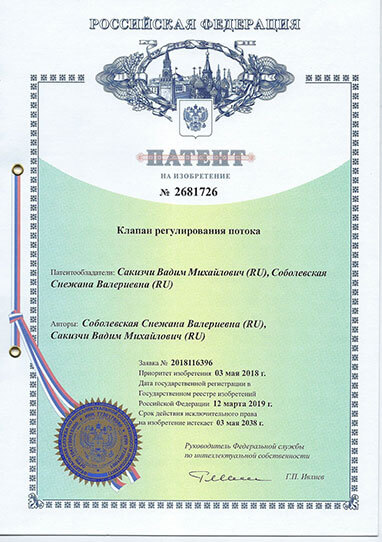 РОССИЙСКАЯ ФЕДЕРАЦИЯ
ПАТЕНТ
НА ИЗОБРЕТЕНИЕ
№ 2681726
Клапан регулирования потока
Патентообладатели: Сакизчи Вадим Михайлович (RU), Соболевская
Снежана Валериевна (RU)
Авторы: Соболевская Снежана Валериевна (RU),
Сакизчи Вадим Михайлович (RU)
Заявка № 2018116396
Приоритет изобретения 03 мая 2018 г.
Дата государственной регистрации в
Государственном реестре изобретений
Российской Федерации 12 марта 2019 г.
Срок действия исключительного права
на изобретение истекает 03 мая 2038 г.
Руководитель Федеральной службы
по интеллектуальной собственности
Г.П. Ивлиев